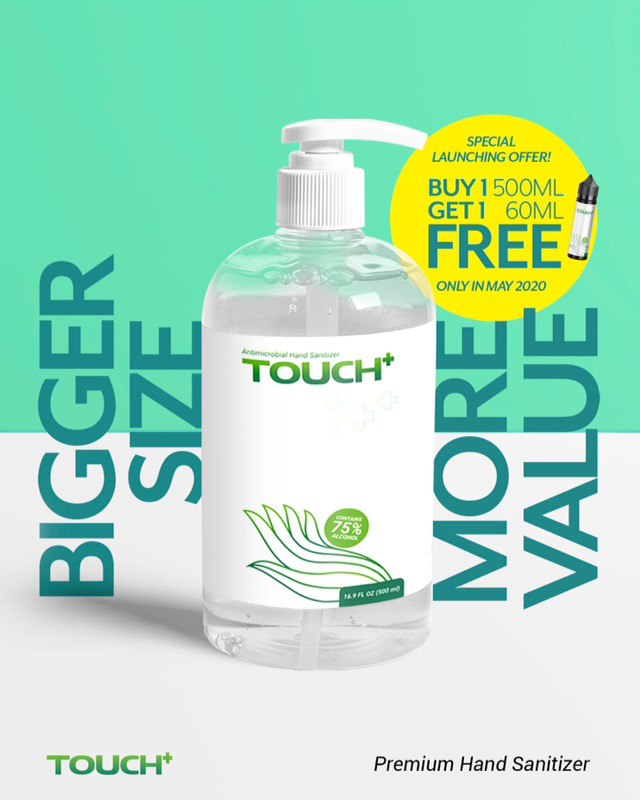 SPECIAL
LAUNCHING OFFER!
BUY 1 500ML
GET 1 60ML
FREE
ONLY IN MAY 2020
TOUCH+
BIGGER
SIZE
MORE
VALUE
Antimicrobial Hand Sanitizer
TOUCH+
CONTAINS
75%
ALCOHOL
16.9 FL OZ (500 ml)
TOUCH+
Premium Hand Sanitizer